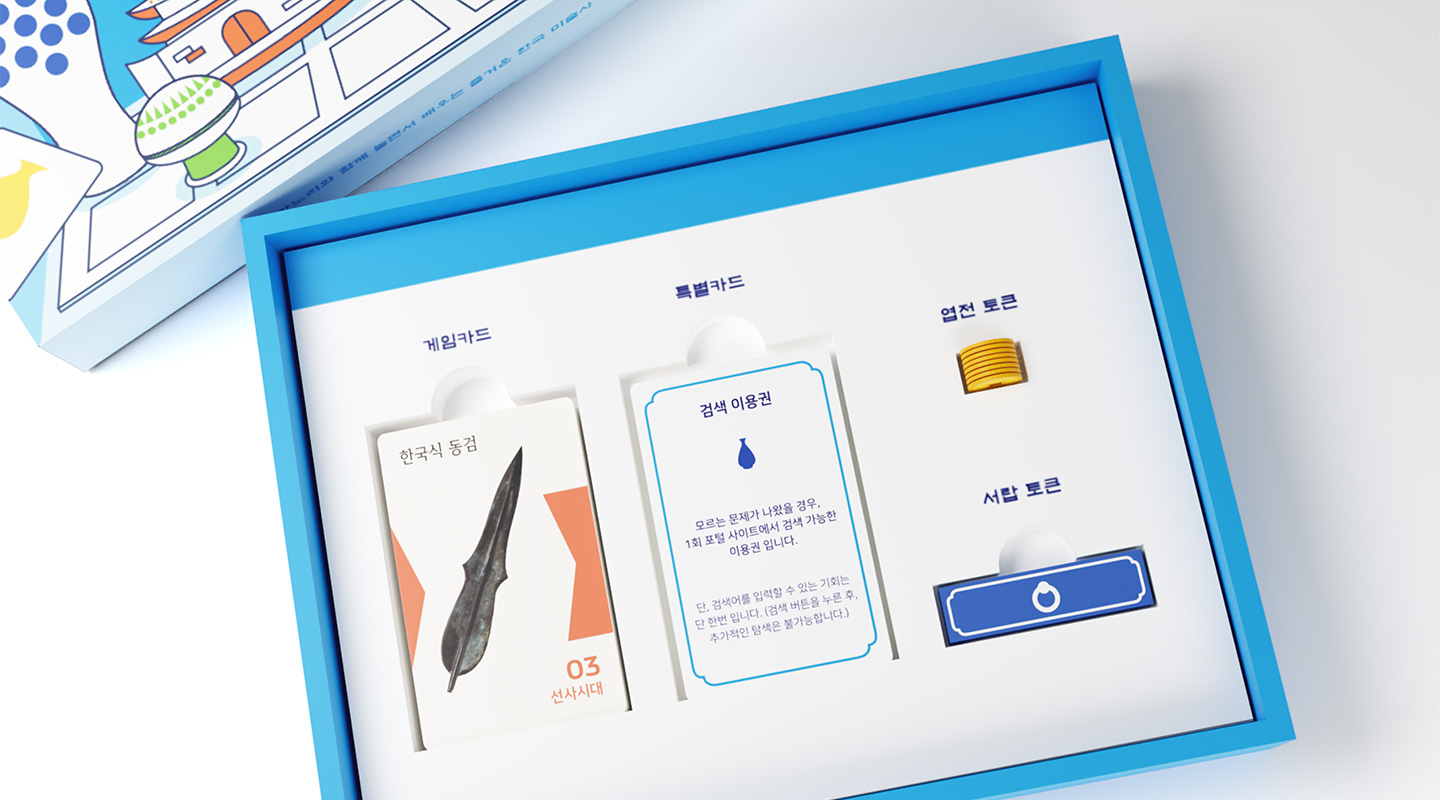 놀면서 배우는 즐거운 한국 미술사
게임카드
특별카드
엽전 토큰
서랍 토큰
한국식 동검
03
선사시대
검색 이용권
모르는 문제가 나왔을 경우,
1회 포털 사이트에서 검색 가능한
이용권 입니다.
단, 검색어를 입력할 수 있는 기회는
단 한번 입니다. (검색 버튼을 누른 후,
추가적인 탐색은 불가능합니다.)